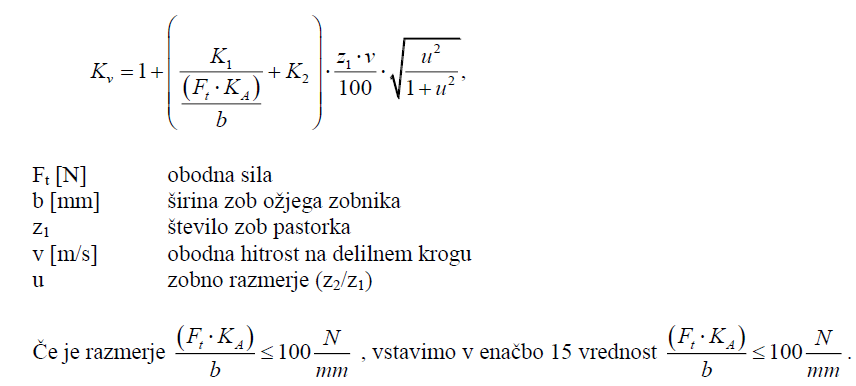 K_v = 1 + ( K_1 / ( (F_t · K_A) / b ) + K_2 ) · (z_1 · v) / 100 · √( u² / (1 + u²) ),
F_t [N] obodna sila
b [mm] širina zob ožjega zobnika
z_1 število zob pastorka
v [m/s] obodna hitrost na delilnem krogu
u zobno razmerje (z_2/z_1)
Če je razmerje (F_t · K_A) / b ≤ 100 N / mm , vstavimo v enačbo 15 vrednost (F_t · K_A) / b ≤ 100 N / mm .